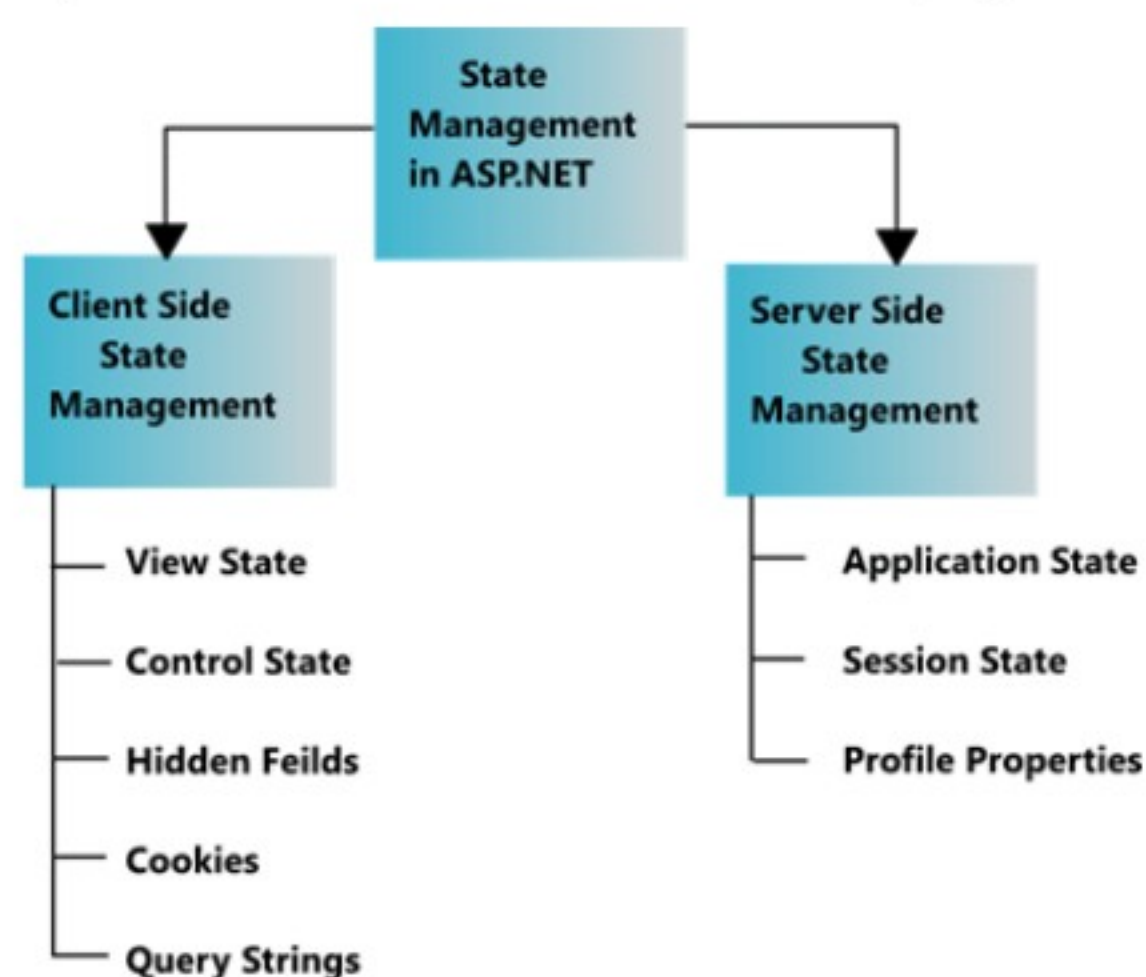 State
Management
in ASP.NET
Client Side
State
Management
Server Side
State
Management
View State
Control State
Hidden Feilds
Cookies
Query Strings
Application State
Session State
Profile Properties